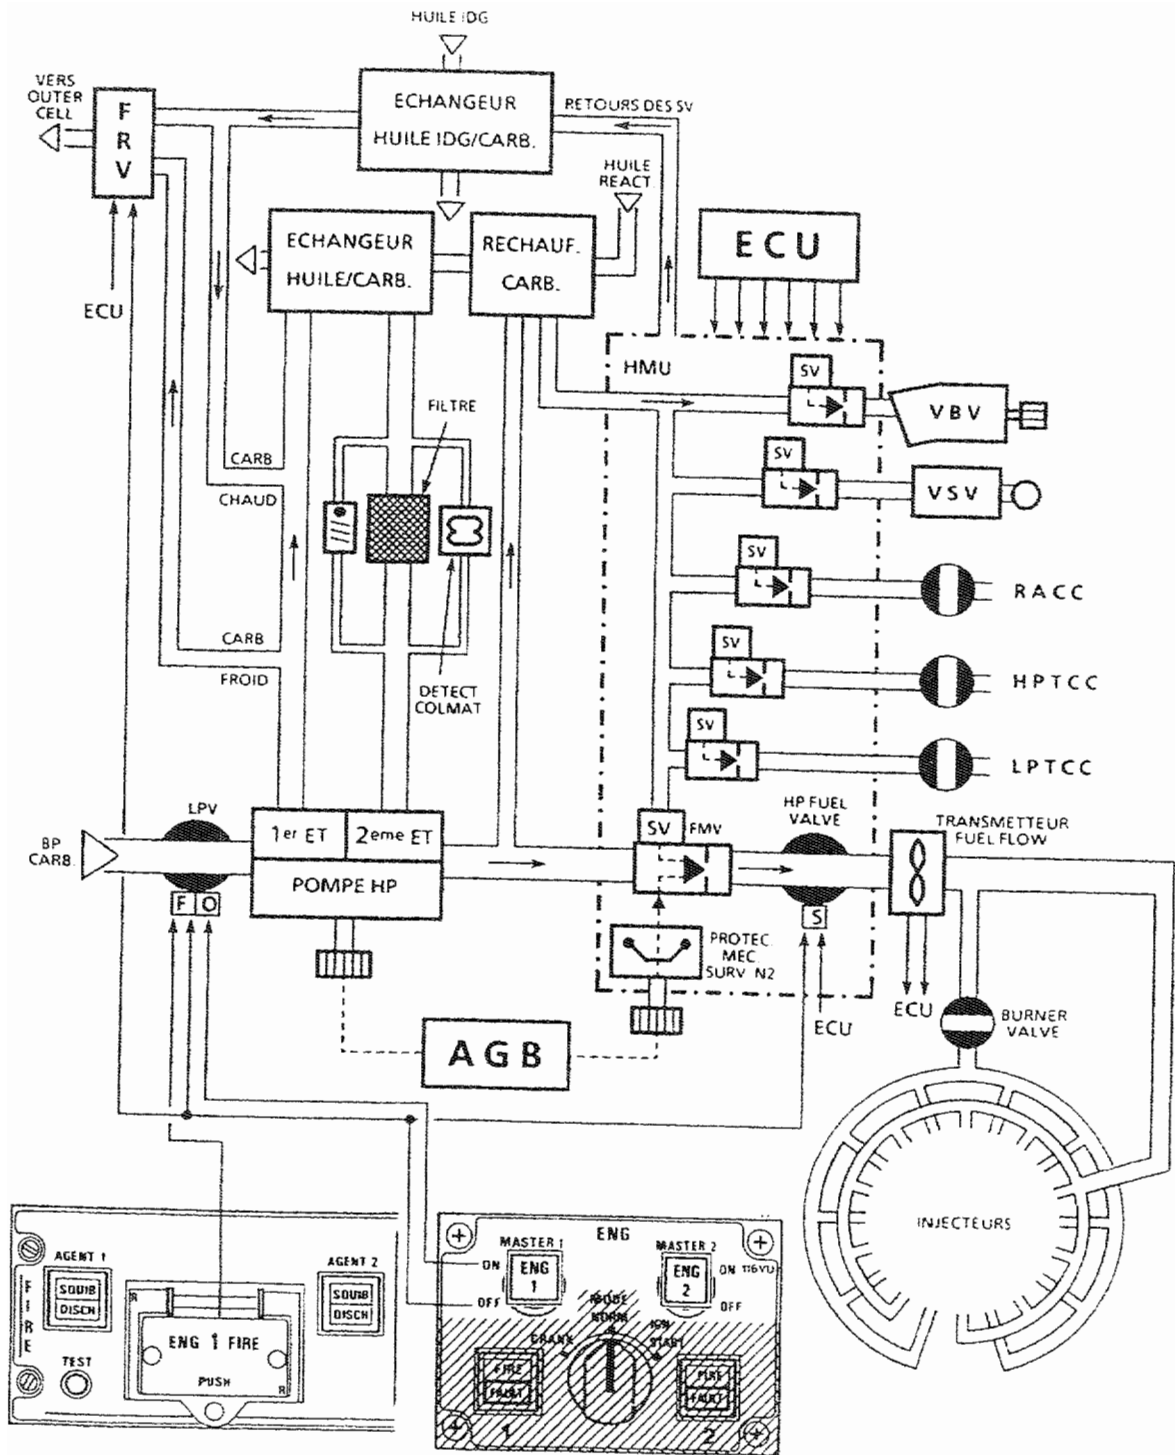 HUILE IDG
VERS
OUTER
CELL
F
R
V
ECHANGEUR
HUILE IDG/CARB.
RETOURS DES SV
HUILE
REACT
ECHANGEUR
HUILE/CARB.
RECHAUF.
CARB.
ECU
ECU
HMU
SV
VBV
FILTRE
SV
VSV
CARB
CHAUD
SV
RACC
CARB
FROID
SV
HPTCC
DETECT
COLMAT
SV
LPTCC
LPV
HP FUEL
VALVE
TRANSMETTEUR
FUEL FLOW
BP
CARB.
1er ET
2eme ET
SV
FMV
POMPE HP
F O
S
PROTEC.
MEC.
SURV N2
ECU
ECU
BURNER
VALVE
AGB
INJECTEURS
FIRE
AGENT 1
SQUIB
DISCH
AGENT 2
SQUIB
DISCH
R
ENG 1 FIRE
PUSH
R
TEST
ENG
MASTER 1
MASTER 2
ON
ENG
1
OFF
ENG
2
ON 116VU
OFF
MODE
NORM
CRANK
IGN
START
FIRE
FAULT
FIRE
FAULT
1
2